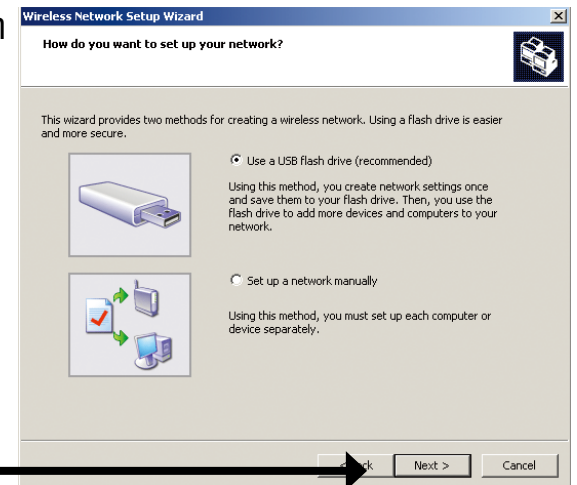 Wireless Network Setup Wizard
How do you want to set up your network?
This wizard provides two methods for creating a wireless network. Using a flash drive is easier
and more secure.
Use a USB flash drive (recommended)
Using this method, you create network settings once
and save them to your flash drive. Then, you use the
flash drive to add more devices and computers to your
network.
Set up a network manually
Using this method, you must set up each computer or
device separately.
Next >
Cancel